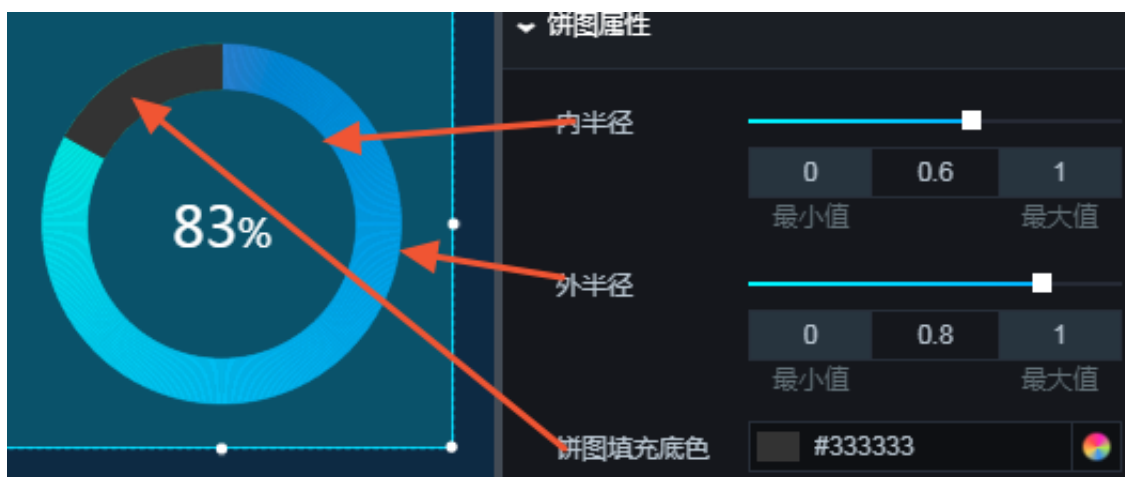 饼图属性
内半径
0 0.6 1
最小值 最大值
83%
外半径
0 0.8 1
最小值 最大值
饼图填充底色 #333333